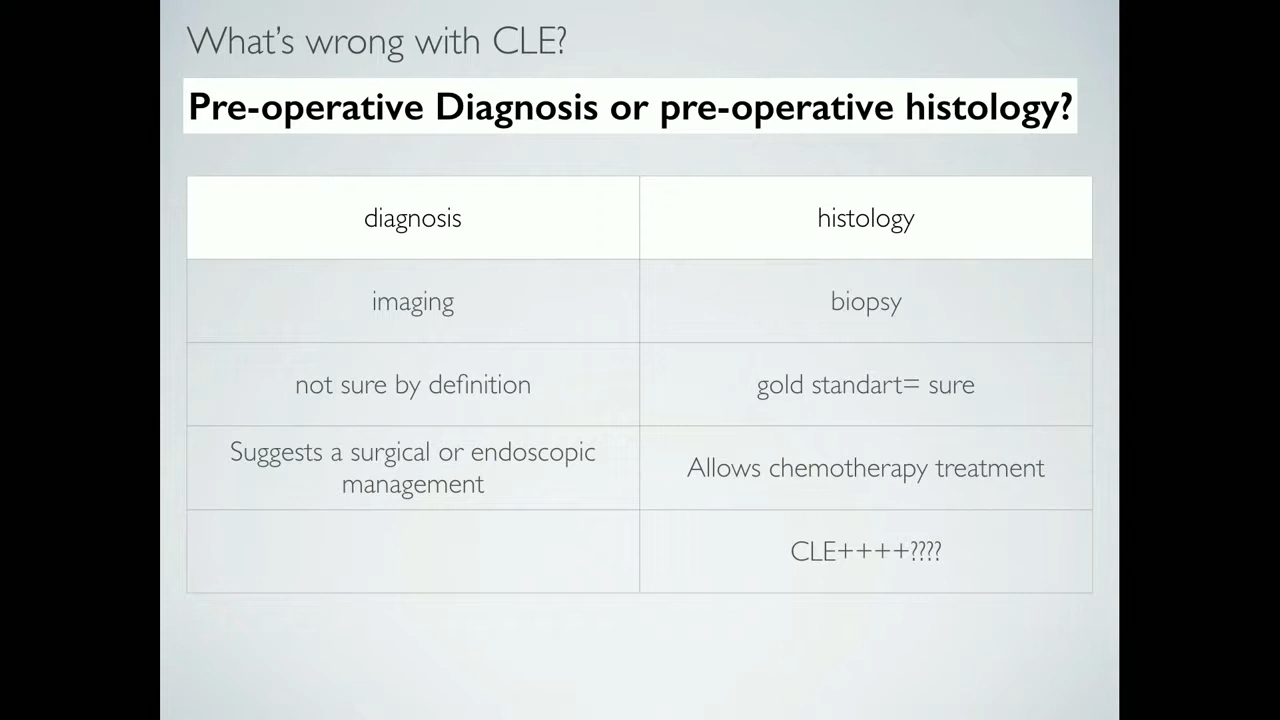 What's wrong with CLE?
Pre-operative Diagnosis or pre-operative histology?
diagnosis
histology
imaging
biopsy
not sure by definition
gold standart= sure
Suggests a surgical or endoscopic
management
Allows chemotherapy treatment
CLE++++????